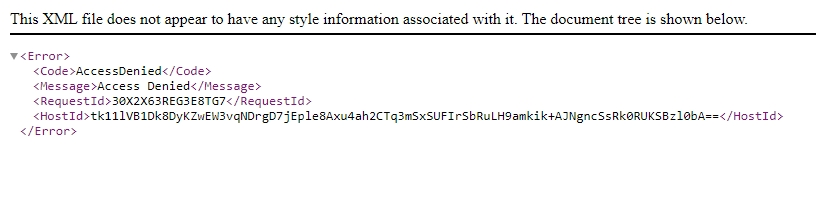 This XML file does not appear to have any style information associated with it. The document tree is shown below.
▼<Error>
<Code>AccessDenied</Code>
<Message>Access Denied</Message>
<RequestId>30X2X63REG3E8TG7</RequestId>
<HostId>tk11lVB1Dk8DyKZwEW3vqNDrgD7jEple8Axu4ah2CTq3mSxSUFIrSbRuLH9amkik+AJNgncSsRk0RUKSBzl0bA==</HostId>
</Error>